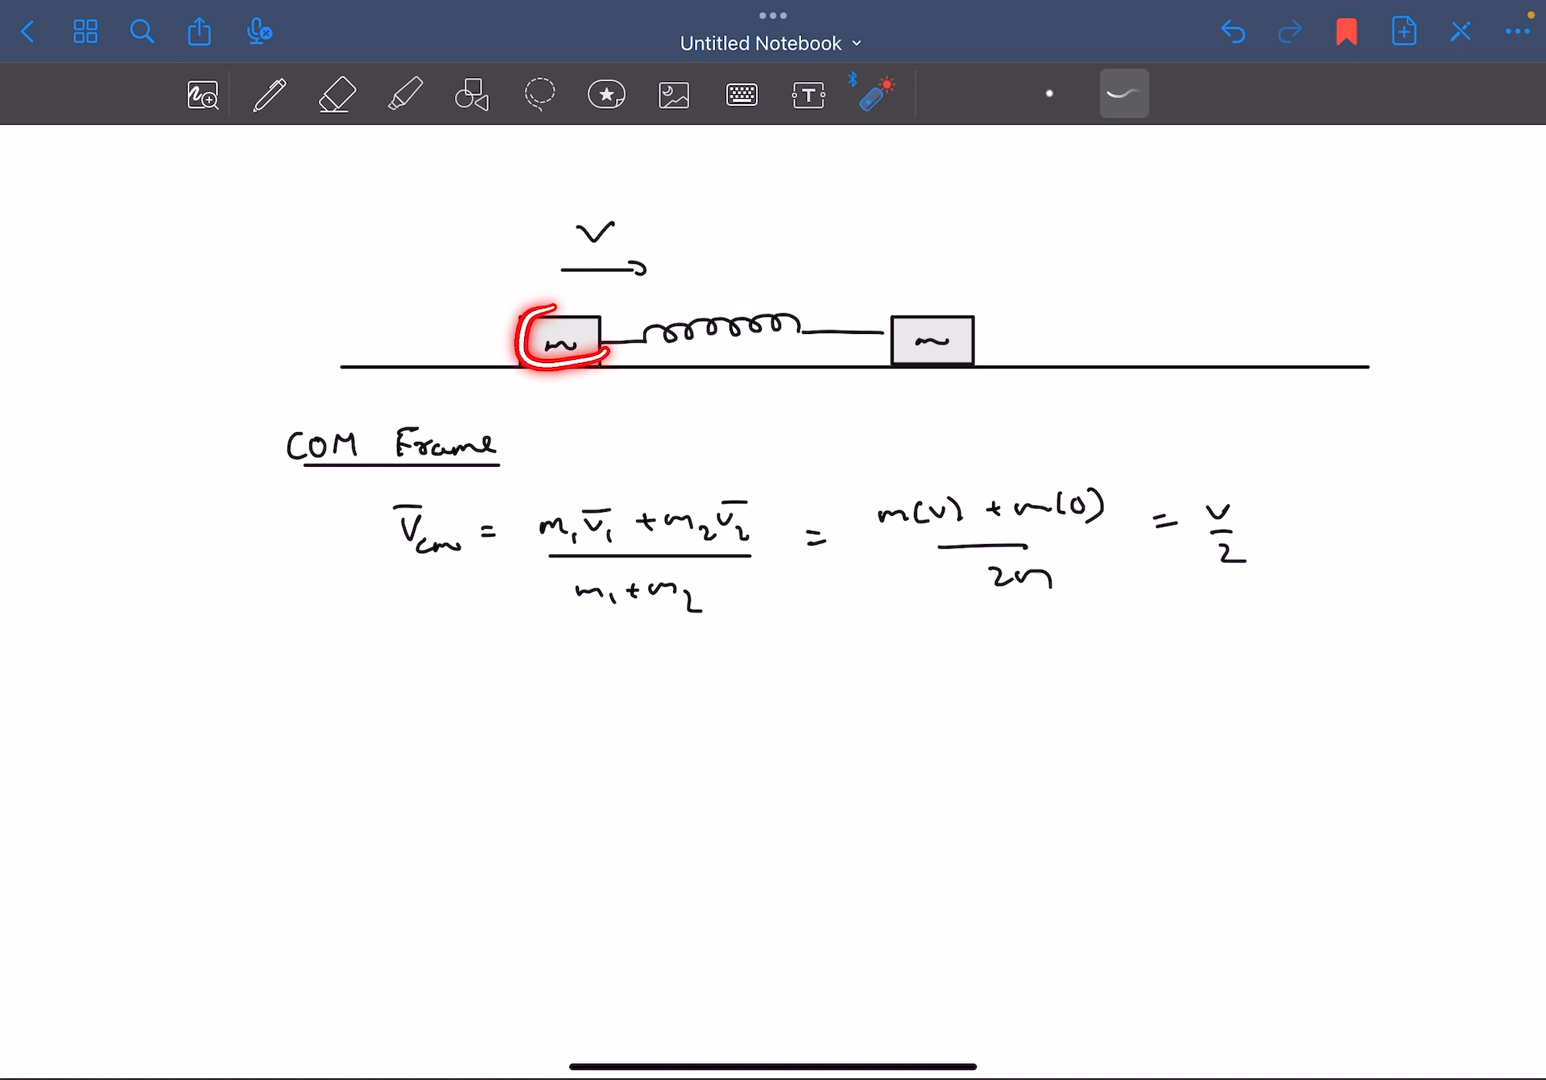 Untitled Notebook
V
m m
COM Frame
V̅cm = m₁v̅₁ + m₂v̅₂ / m₁ + m₂ = m(v) + m(0) / 2m = v / 2